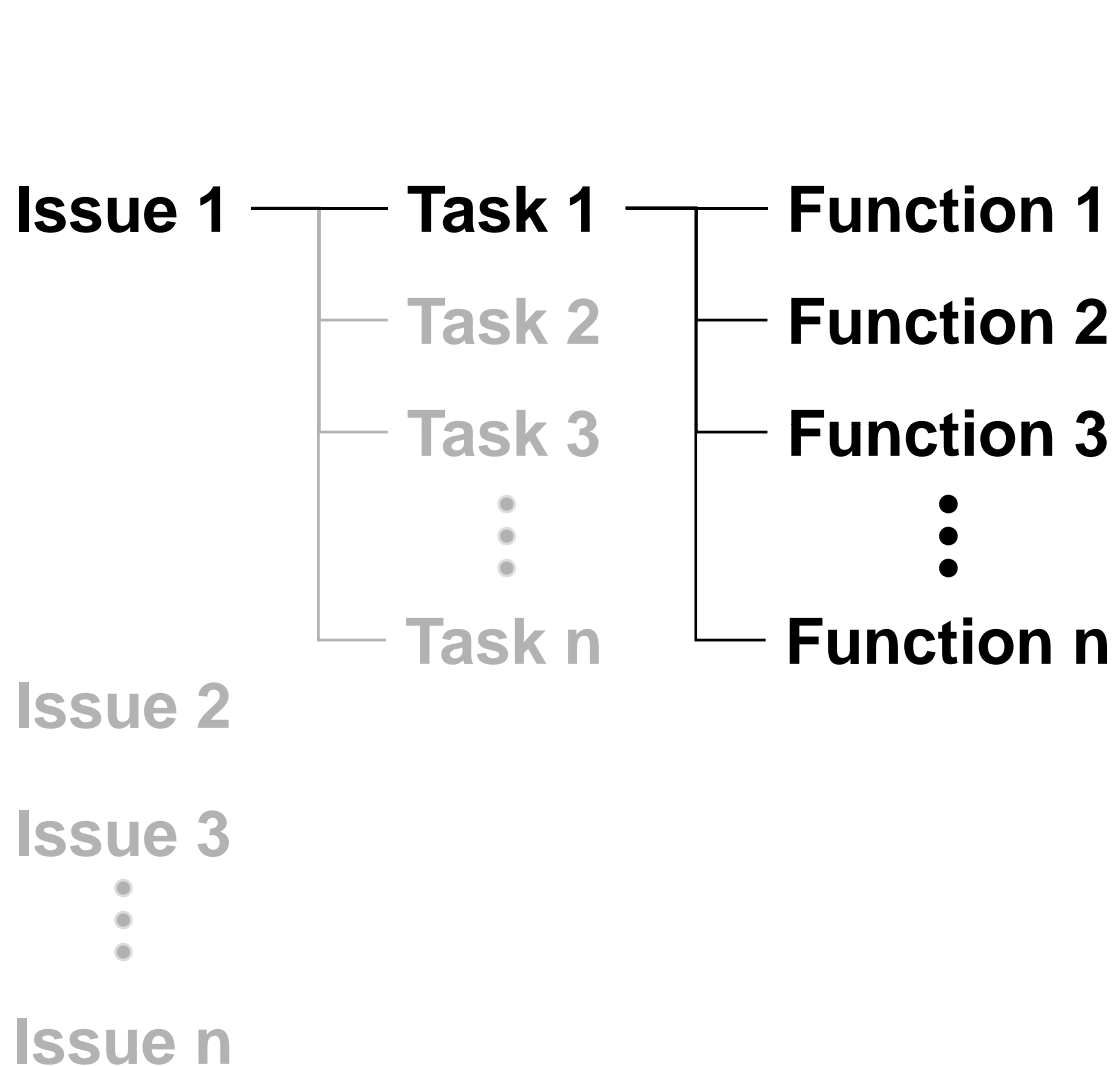 Issue 1 Task 1 Function 1
Task 2 Function 2
Task 3 Function 3
Task n Function n
Issue 2
Issue 3
Issue n